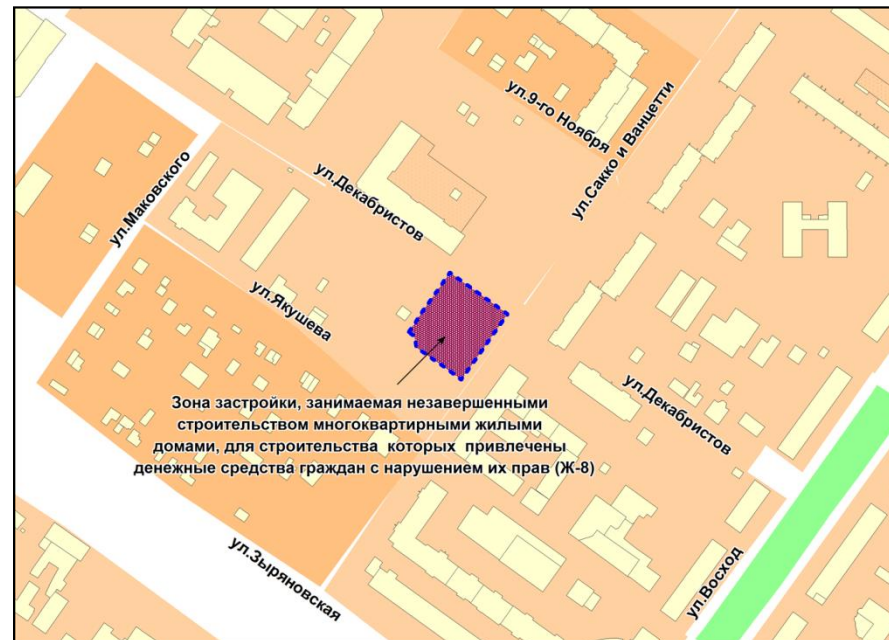 ул.9-го Ноября
ул.Сакко и Ванцетти
ул.Маковского
ул.Декабристов
ул.Якушева
Зона застройки, занимаемая незавершенными
строительством многоквартирными жилыми
домами, для строительства которых привлечены
денежные средства граждан с нарушением их прав (Ж-8)
ул.Декабристов
ул.Зыряновская
ул.Восход